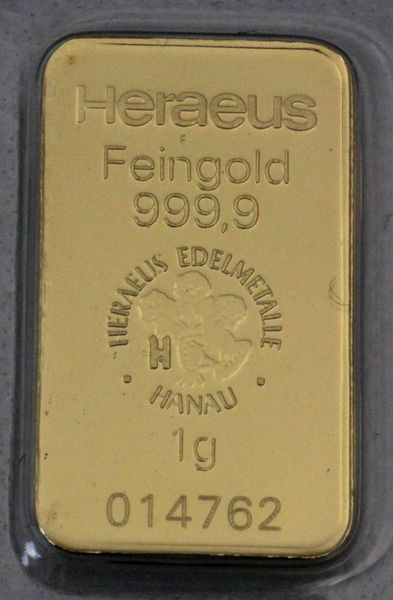 Heraeus
Feingold
999,9
HERAEUS EDELMETALLE
H
· HANAU ·
1g
014762